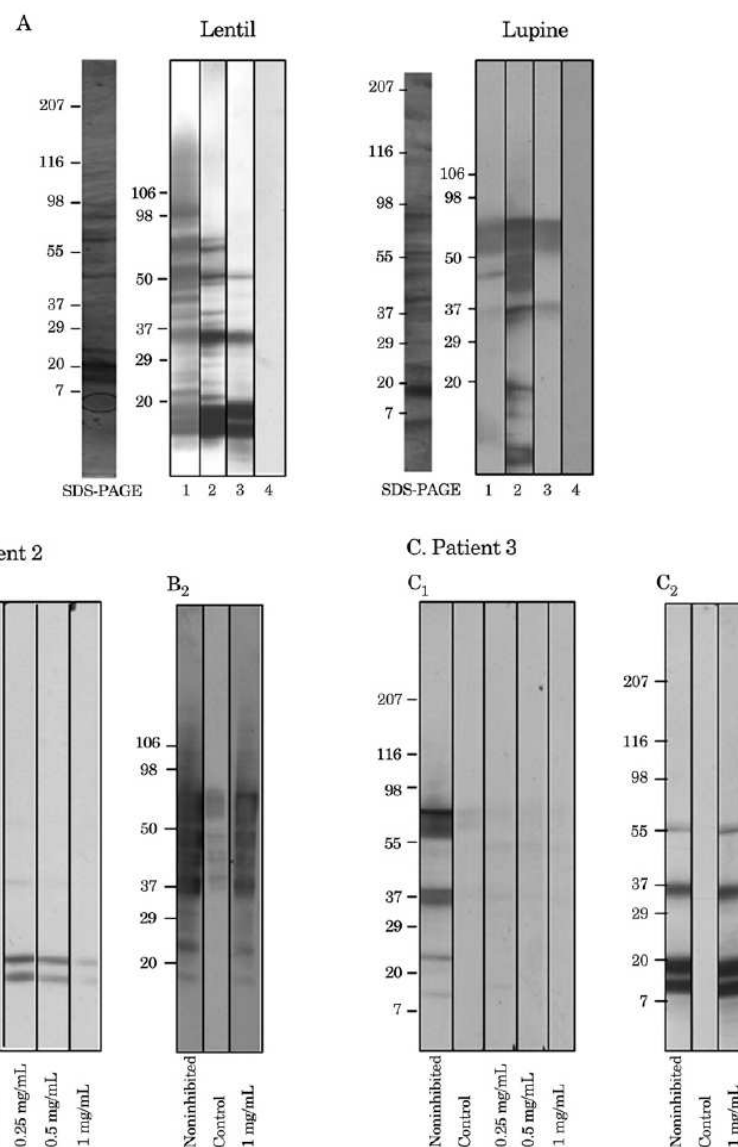 A
Lentil
Lupine
207
116
98
55
37
29
20
7
106
98
50
37
29
20
207
116
98
55
37
29
20
7
106
98
50
37
29
20
SDS-PAGE 1 2 3 4
SDS-PAGE 1 2 3 4
ent 2
C. Patient 3
B2
C1
C2
106
98
50
37
29
20
207
116
98
55
37
29
20
7
207
116
98
55
37
29
20
7
0.25 mg/mL
0.5 mg/mL
1 mg/mL
Noninhibited
Control
1 mg/mL
Noninhibited
Control
0.25 mg/mL
0.5 mg/mL
1 mg/mL
Noninhibited
Control
1 mg/mL